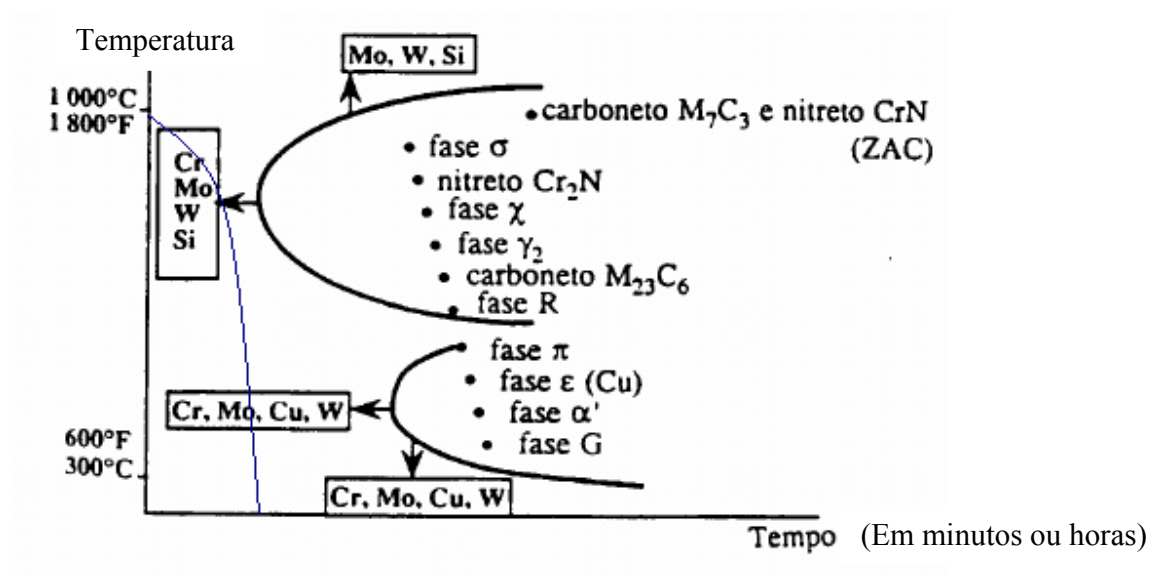 Temperatura
Mo, W, Si
1 000°C
1 800°F
carboneto M₇C₃ e nitreto CrN
(ZAC)
Cr
Mo
W
Si
fase σ
nitreto Cr₂N
fase χ
fase γ₂
carboneto M₂₃C₆
fase R
fase π
fase ε (Cu)
fase α'
fase G
Cr, Mo, Cu, W
600°F
300°C
Cr, Mo, Cu, W
Tempo (Em minutos ou horas)